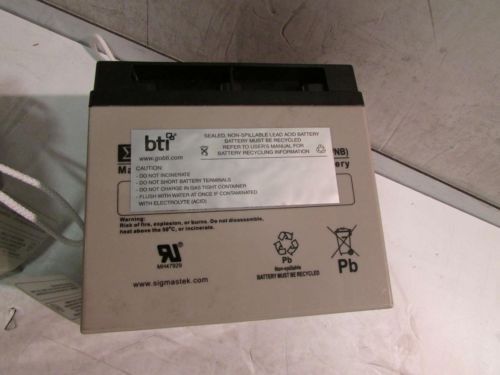 bti
www.gobti.com
SEALED, NON-SPILLABLE LEAD ACID BATTERY
BATTERY MUST BE RECYCLED
REFER TO USER'S MANUAL FOR
BATTERY RECYCLING INFORMATION
NB)
Ma
ery
CAUTION:
- DO NOT INCINERATE
- DO NOT SHORT BATTERY TERMINALS
- DO NOT CHARGE IN GAS TIGHT CONTAINER
- FLUSH WITH WATER AT ONCE IF CONTAMINATED
WITH ELECTROLYTE (ACID)
Warning:
Risk of fire, explosion, or burns. Do not disassemble,
heat above the 50°C, or incinerate.
MH47929
www.sigmastek.com
Pb
Non-spillable
BATTERY MUST BE RECYCLED
Pb